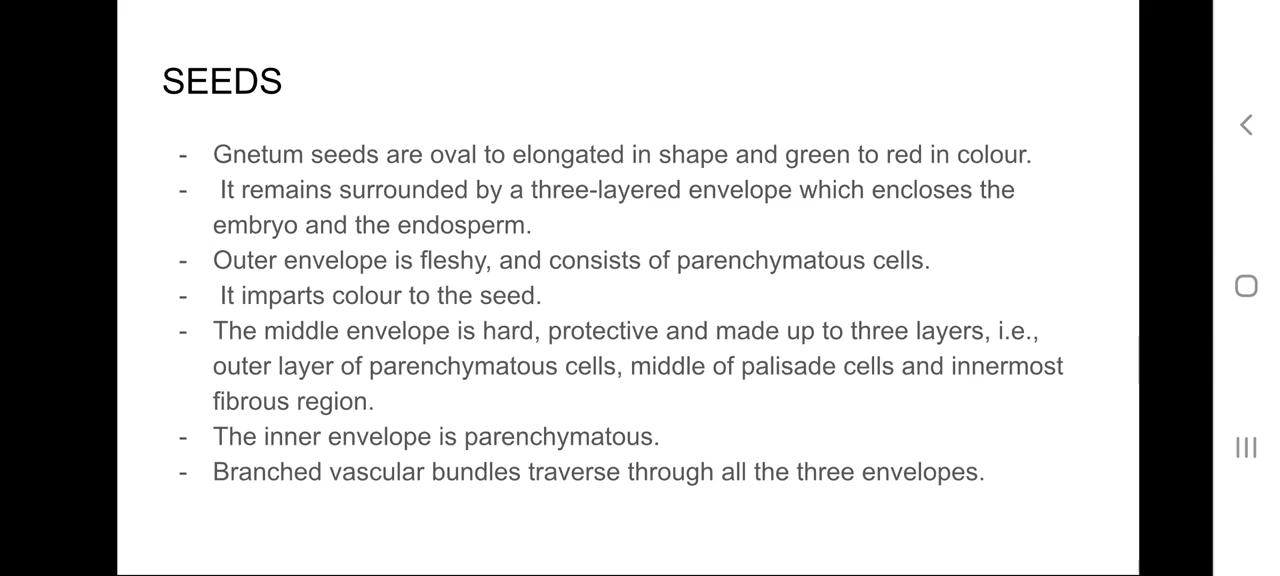 SEEDS
- Gnetum seeds are oval to elongated in shape and green to red in colour.
- It remains surrounded by a three-layered envelope which encloses the
embryo and the endosperm.
- Outer envelope is fleshy, and consists of parenchymatous cells.
- It imparts colour to the seed.
- The middle envelope is hard, protective and made up to three layers, i.e.,
outer layer of parenchymatous cells, middle of palisade cells and innermost
fibrous region.
- The inner envelope is parenchymatous.
- Branched vascular bundles traverse through all the three envelopes.